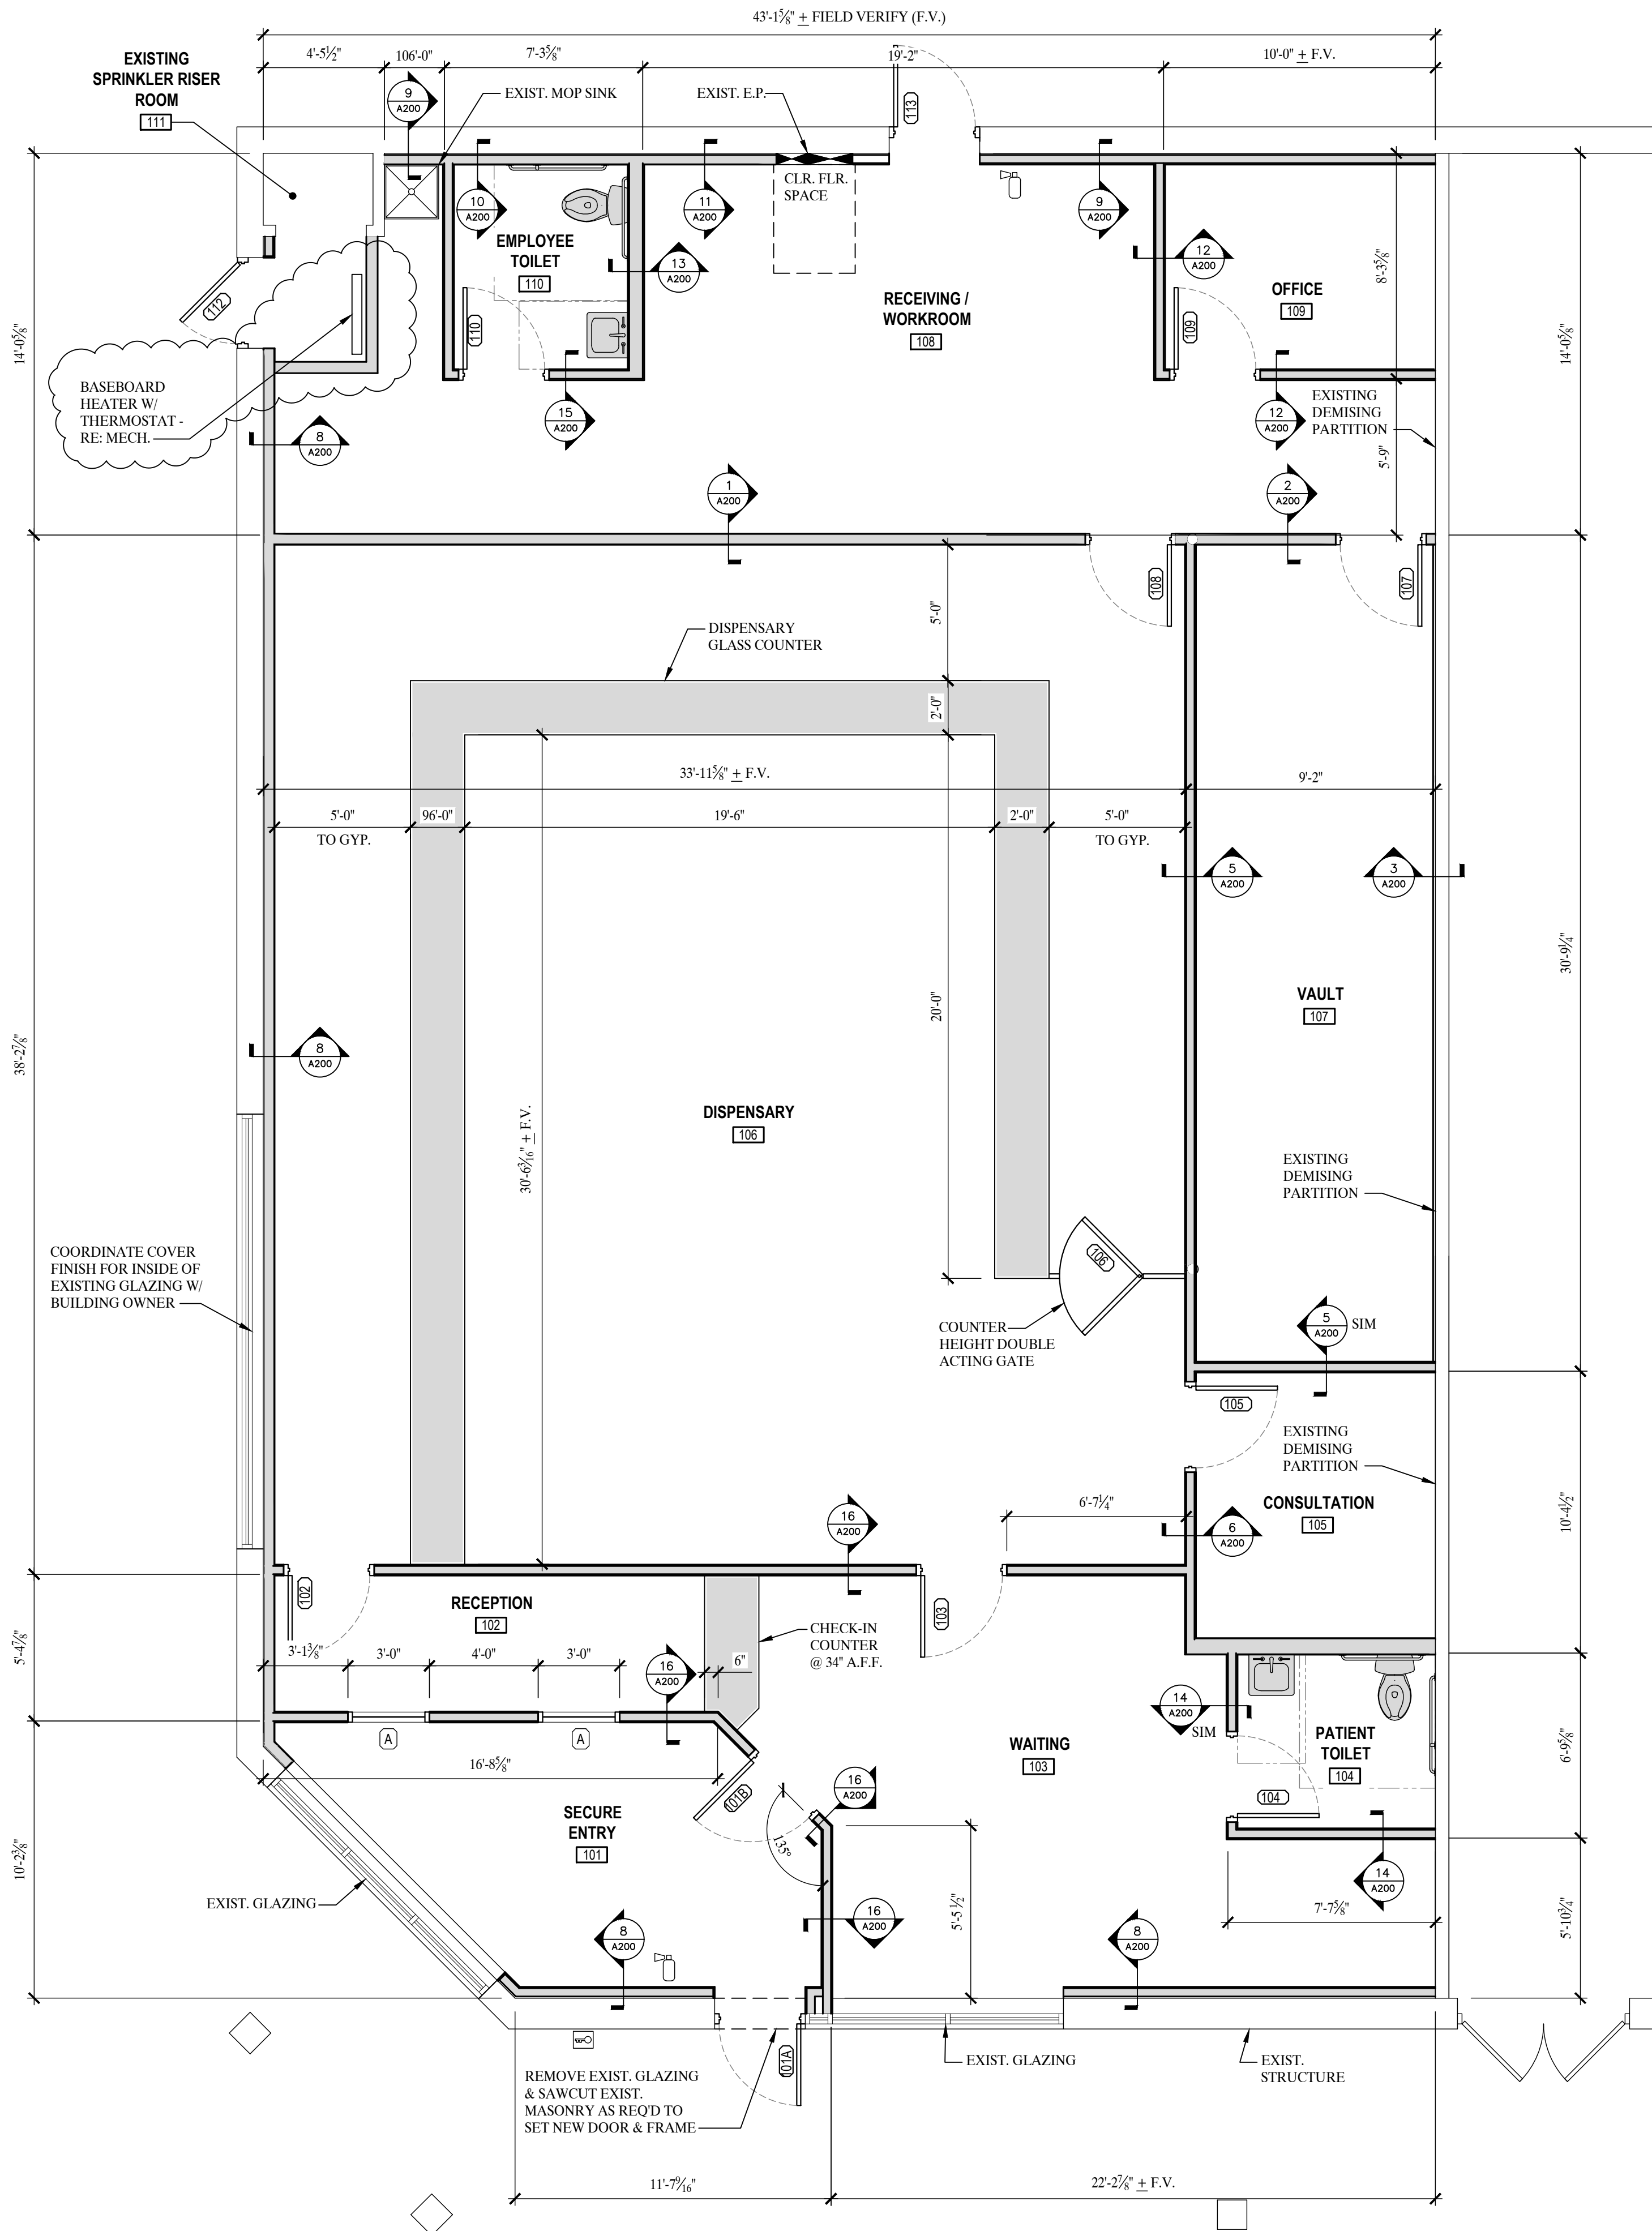 43'-1⅝" ± FIELD VERIFY (F.V.)
4'-5½"
106'-0"
7'-3⅝"
19'-2"
10'-0" ± F.V.
EXISTING
SPRINKLER RISER
ROOM
111
9
A200
EXIST. MOP SINK
EXIST. E.P.
113
CLR. FLR.
SPACE
10
A200
11
A200
9
A200
EMPLOYEE
TOILET
110
13
A200
12
A200
8'-3⅝"
OFFICE
109
RECEIVING /
WORKROOM
108
112
110
109
14'-0⅝"
14'-0⅝"
BASEBOARD
HEATER W/
THERMOSTAT -
RE: MECH.
8
A200
15
A200
12
A200
EXISTING
DEMISING
PARTITION
5'-9"
1
A200
2
A200
108
107
5'-0"
DISPENSARY
GLASS COUNTER
2'-0"
33'-11⅝" ± F.V.
9'-2"
5'-0"
TO GYP.
96'-0"
19'-6"
2'-0"
5'-0"
TO GYP.
5
A200
3
A200
30'-9¼"
20'-0"
VAULT
107
38'-2⅞"
8
A200
DISPENSARY
106
30'-6³⁄₁₆" ± F.V.
EXISTING
DEMISING
PARTITION
COORDINATE COVER
FINISH FOR INSIDE OF
EXISTING GLAZING W/
BUILDING OWNER
106
COUNTER
HEIGHT DOUBLE
ACTING GATE
5
A200
SIM
105
EXISTING
DEMISING
PARTITION
6'-7¼"
CONSULTATION
105
10'-4½"
16
A200
6
A200
102
RECEPTION
102
103
CHECK-IN
COUNTER
@ 34" A.F.F.
5'-4⅞"
3'-1⅜"
3'-0"
4'-0"
3'-0"
16
A200
6"
14
A200
SIM
A
A
WAITING
103
PATIENT
TOILET
104
6'-9⅝"
16'-8⅝"
101B
16
A200
104
SECURE
ENTRY
101
135°
10'-2⅜"
14
A200
EXIST. GLAZING
5'-5 ½"
7'-7⅝"
5'-10¾"
8
A200
16
A200
8
A200
101A
REMOVE EXIST. GLAZING
& SAWCUT EXIST.
MASONRY AS REQ'D TO
SET NEW DOOR & FRAME
EXIST. GLAZING
EXIST.
STRUCTURE
11'-7⁹⁄₁₆"
22'-2⅞" ± F.V.